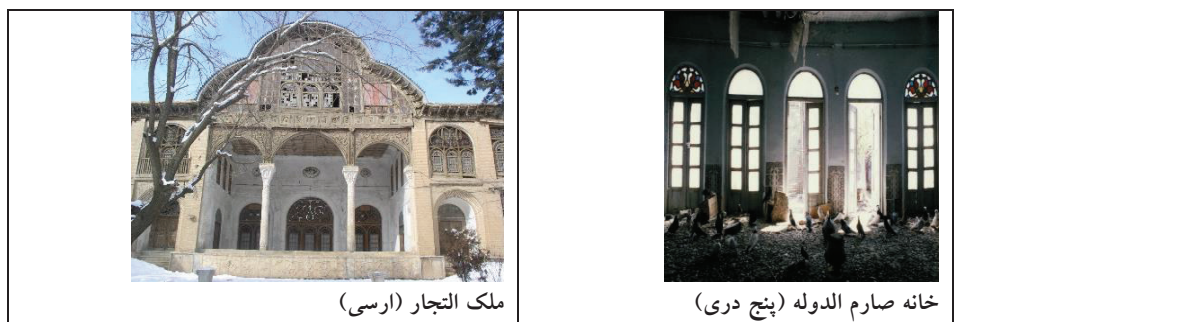 خانه صارم الدوله (پنج دری)
ملک التجار (ارسی)